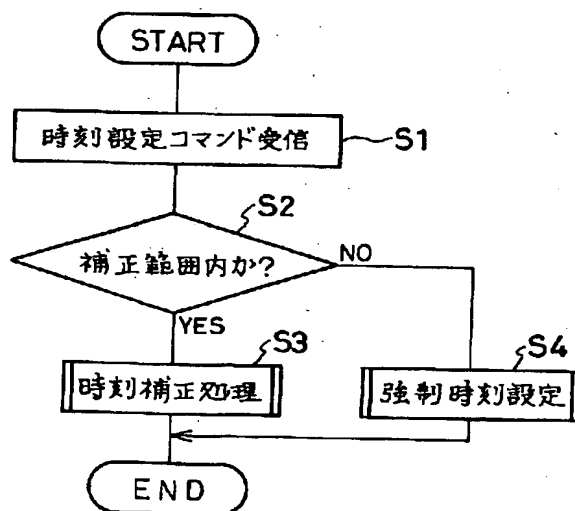 START
時刻設定コマンド受信
S1
S2
補正範囲内か?
NO
YES
S3
時刻補正処理
S4
強制時刻設定
END